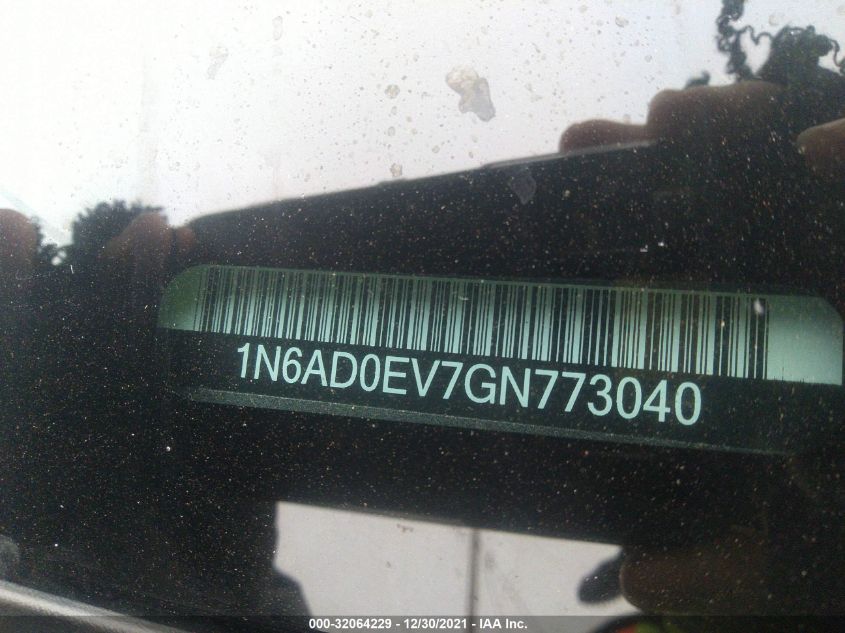 1N6AD0EV7GN773040
000-32064229 - 12/30/2021 - IAA Inc.